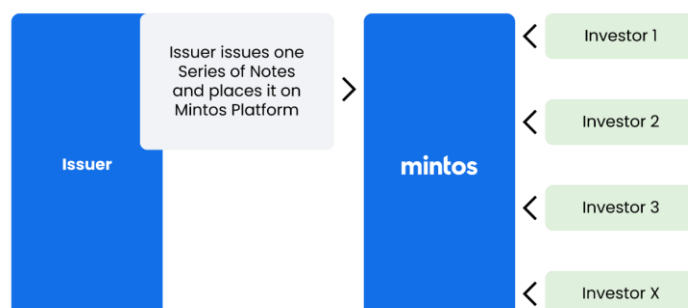 Issuer issues one
Series of Notes
and places it on
Mintos Platform
Issuer
mintos
Investor 1
Investor 2
Investor 3
Investor X